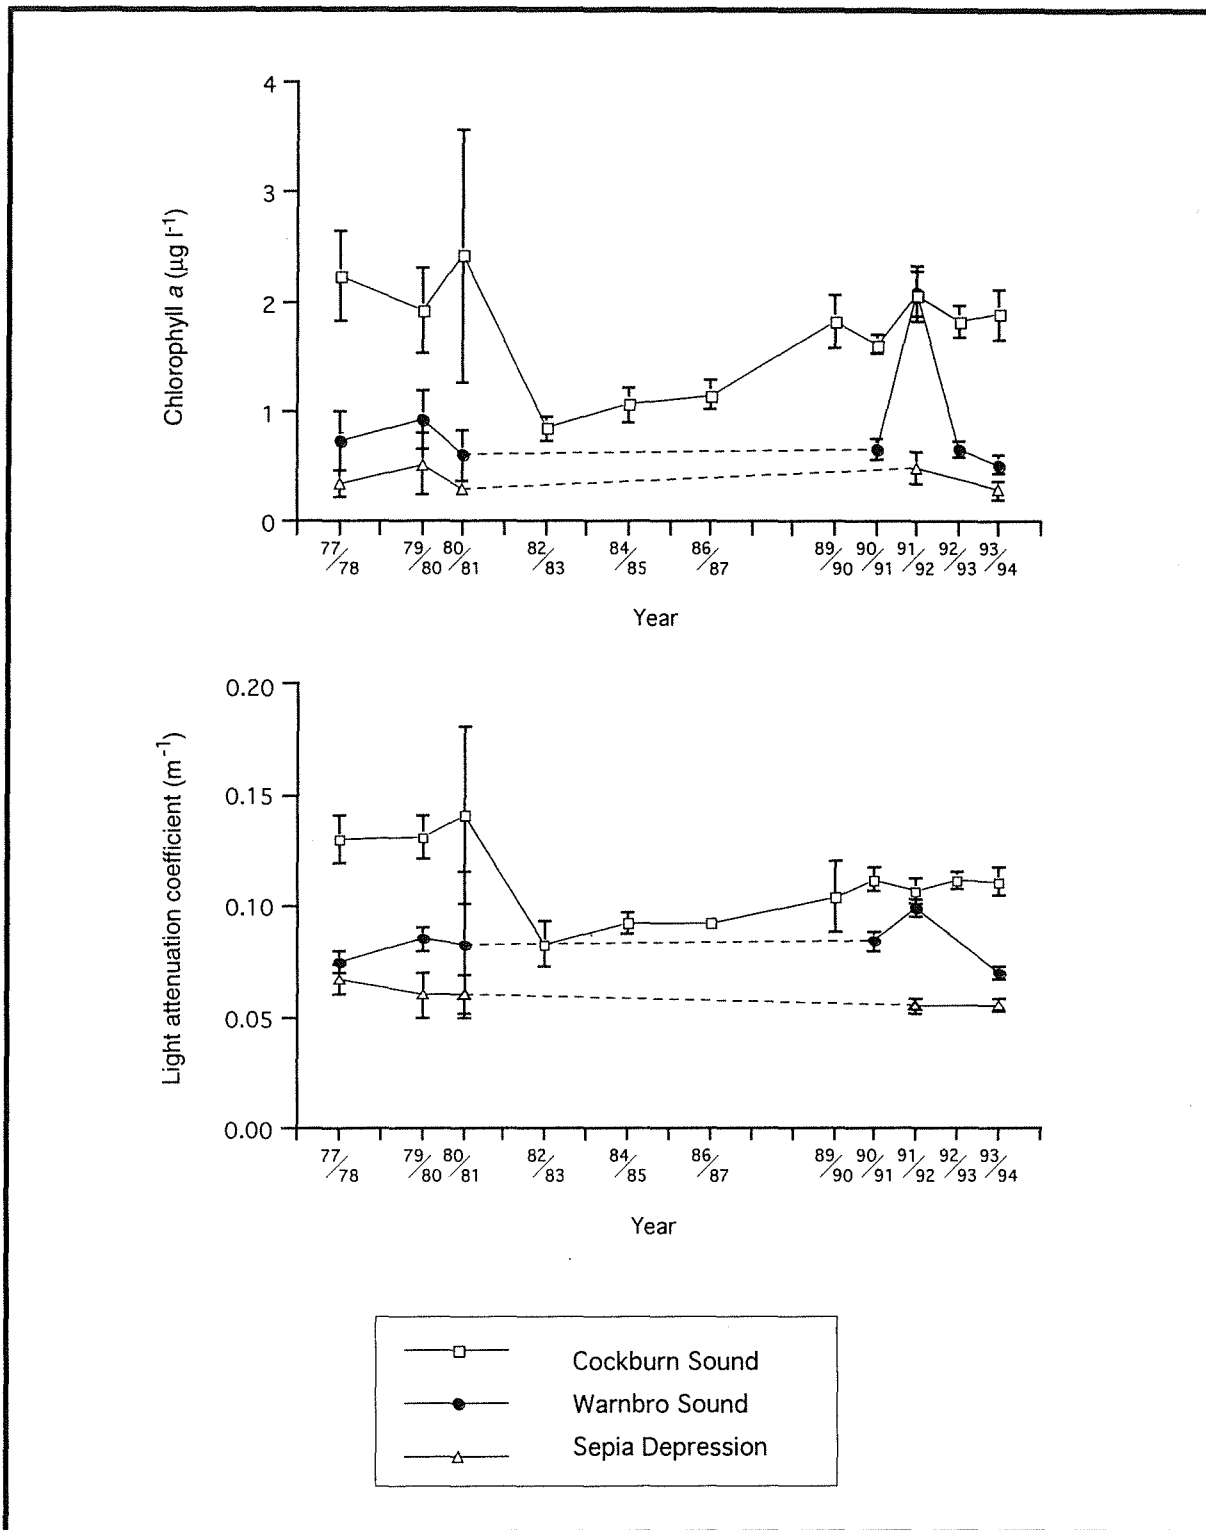 4
3
2
1
0
Chlorophyll a (µg l-1)
77/78 79/80 80/81 82/83 84/85 86/87 89/90 90/91 91/92 92/93 93/94
Year
0.20
0.15
0.10
0.05
0.00
Light attenuation coefficient (m-1)
77/78 79/80 80/81 82/83 84/85 86/87 89/90 90/91 91/92 92/93 93/94
Year
Cockburn Sound
Warnbro Sound
Sepia Depression